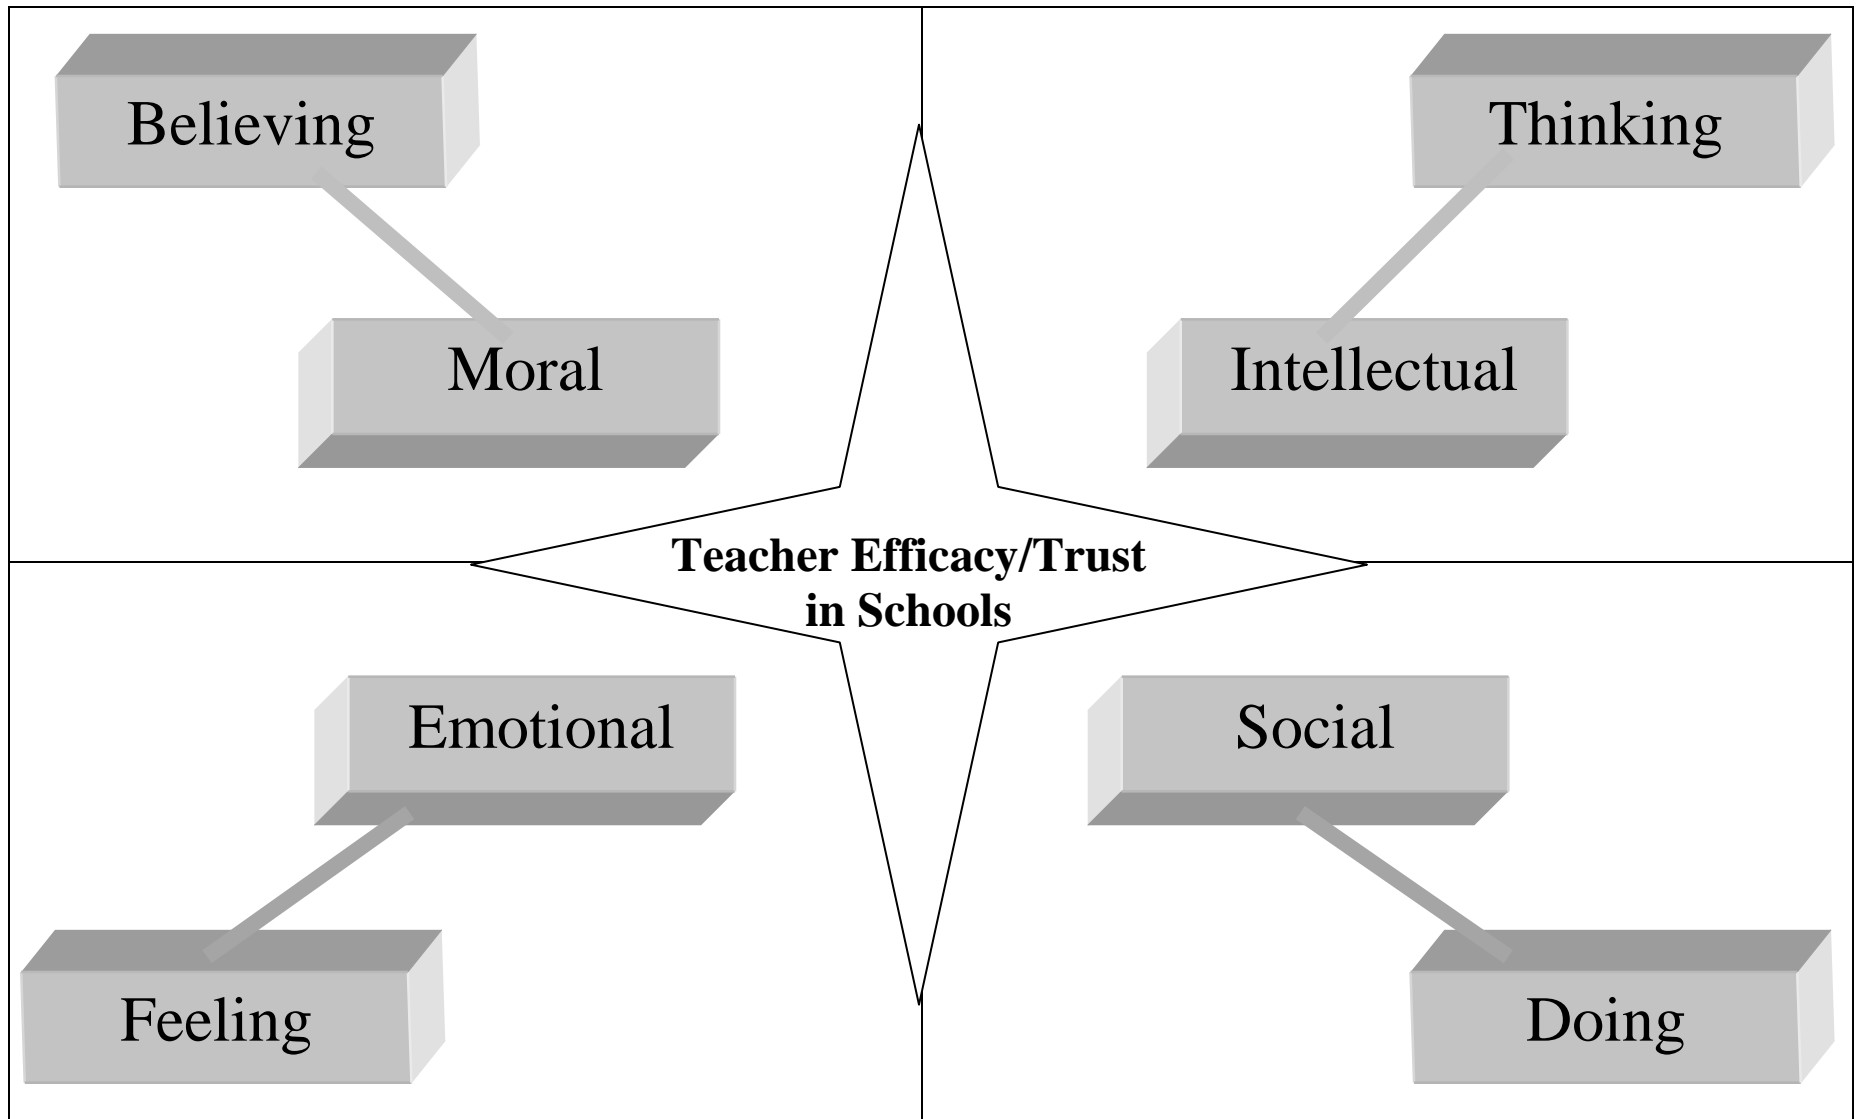 Believing
Thinking
Moral
Intellectual
Teacher Efficacy/Trust
in Schools
Emotional
Social
Feeling
Doing